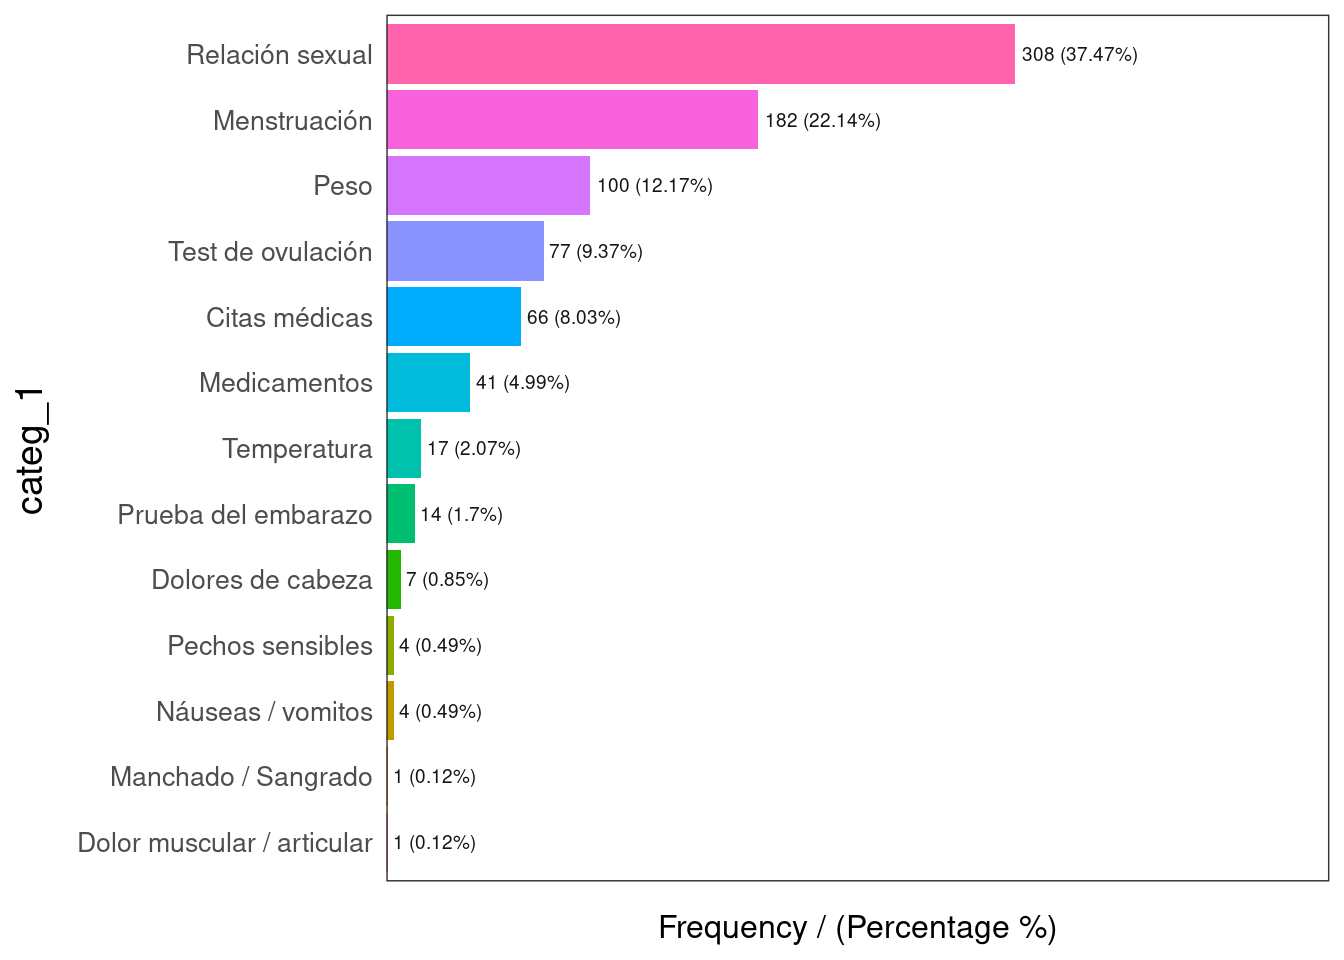 Relación sexual 308 (37.47%)
Menstruación 182 (22.14%)
Peso 100 (12.17%)
Test de ovulación 77 (9.37%)
Citas médicas 66 (8.03%)
Medicamentos 41 (4.99%)
Temperatura 17 (2.07%)
Prueba del embarazo 14 (1.7%)
Dolores de cabeza 7 (0.85%)
Pechos sensibles 4 (0.49%)
Náuseas / vomitos 4 (0.49%)
Manchado / Sangrado 1 (0.12%)
Dolor muscular / articular 1 (0.12%)
categ_1
Frequency / (Percentage %)